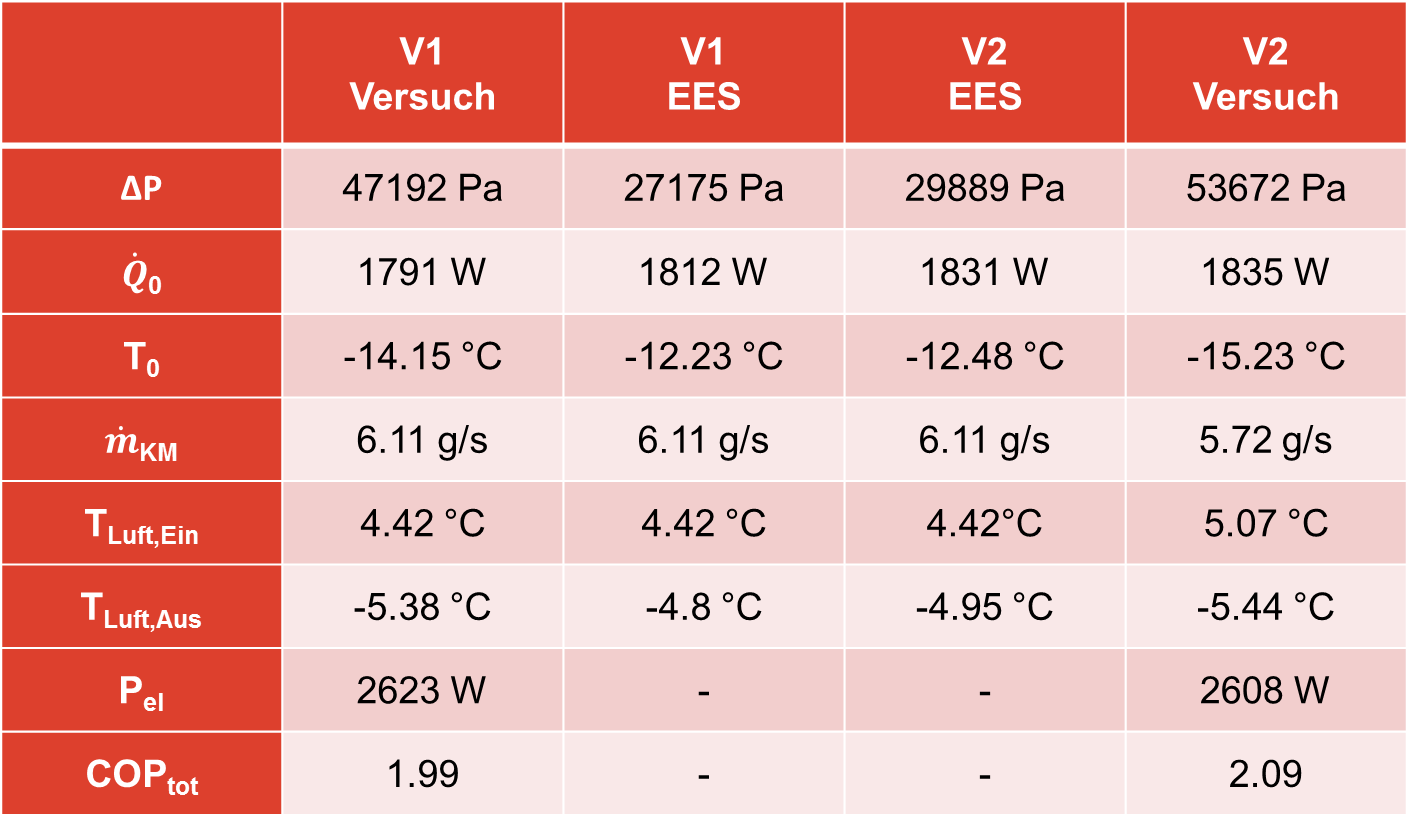 V1 Versuch V1 EES V2 EES V2 Versuch
ΔP 47192 Pa 27175 Pa 29889 Pa 53672 Pa
Q̇0 1791 W 1812 W 1831 W 1835 W
T0 -14.15 °C -12.23 °C -12.48 °C -15.23 °C
ṁKM 6.11 g/s 6.11 g/s 6.11 g/s 5.72 g/s
TLuft,Ein 4.42 °C 4.42 °C 4.42°C 5.07 °C
TLuft,Aus -5.38 °C -4.8 °C -4.95 °C -5.44 °C
Pel 2623 W - - 2608 W
COPtot 1.99 - - 2.09